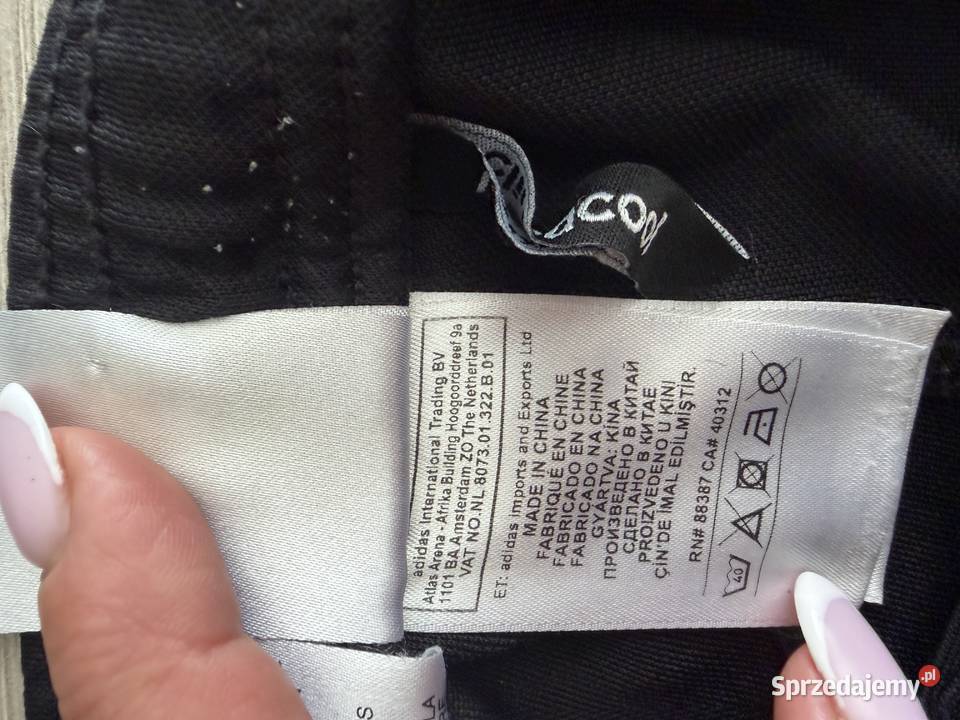 COOL
adidas International Trading BV
Atlas Arena - Afrika Building Hoogoorddreef 9a
1101 BA Amsterdam ZO The Netherlands
VAT NO.NL 8073.01.322.B.01
ET: adidas Imports and Exports Ltd
MADE IN CHINA
FABRIQUÉ EN CHINE
FABRICADO EN CHINA
FABRICADO NA CHINA
GYÁRTVA: KÍNA
ПРОИЗВЕДЕНО В КИТАЙ
СДЕЛАНО В КИТАЕ
PROIZVEDENO U KINI
ÇİN'DE İMAL EDİLMİŞTİR.
RN# 88387 CA# 40312
40
Sprzedajemy.pl